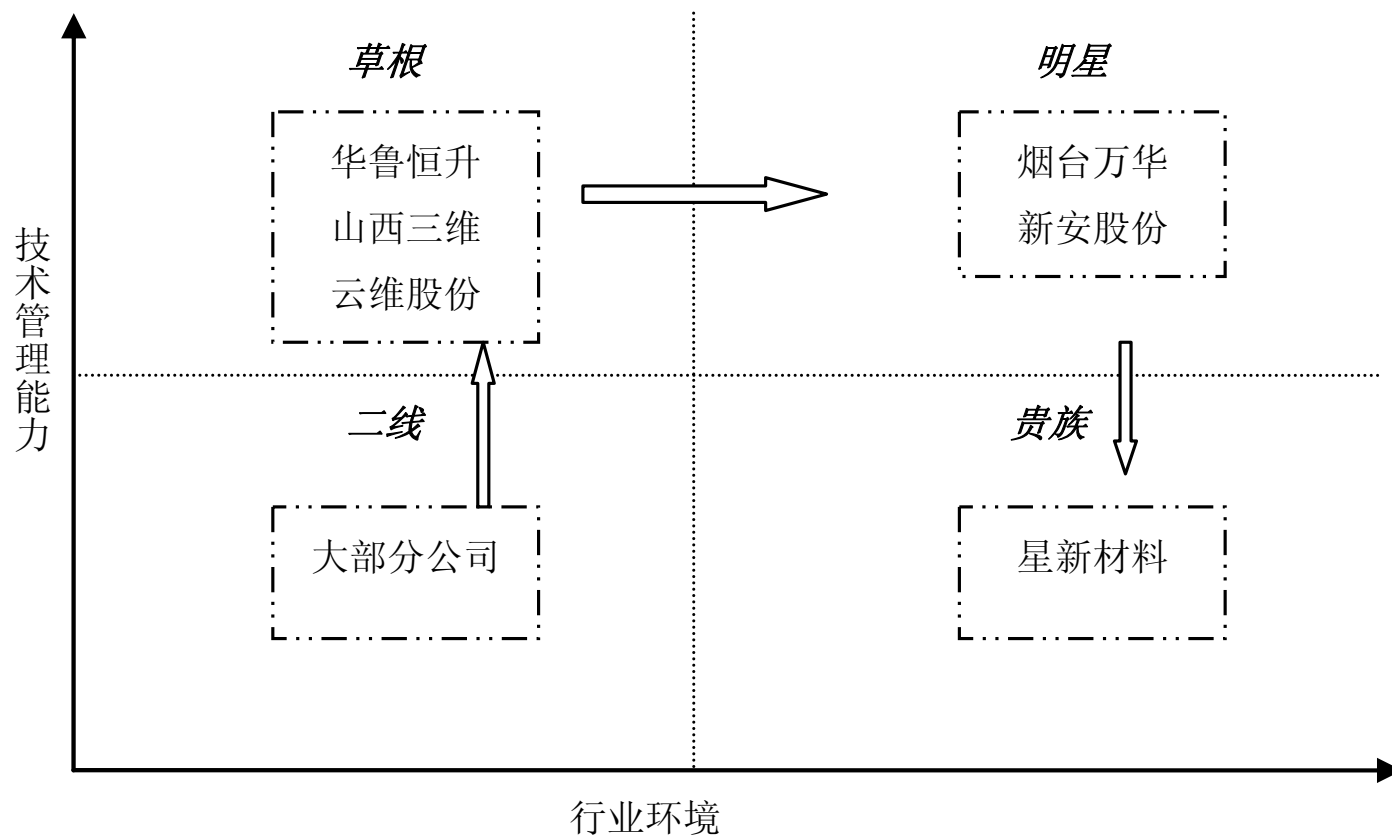 草根
明星
华鲁恒升
山西三维
云维股份
烟台万华
新安股份
技术管理能力
二线
贵族
大部分公司
星新材料
行业环境